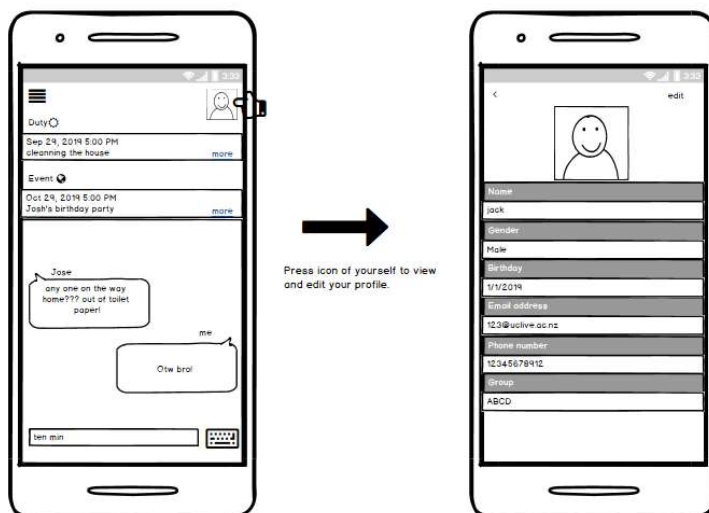 3:33
Duty
Sep 29, 2019 5:00 PM
cleanning the house
more
Event
Oct 29, 2019 5:00 PM
Josh's birthday party
more
Jose
any one on the way
home??? out of toilet
paper!
me
Otw bro!
ten min
Press icon of yourself to view
and edit your profile.
3:33
<
edit
Name
jack
Gender
Male
Birthday
1/1/2019
Email address
123@uclive.ac.nz
Phone number
12345678912
Group
ABCD